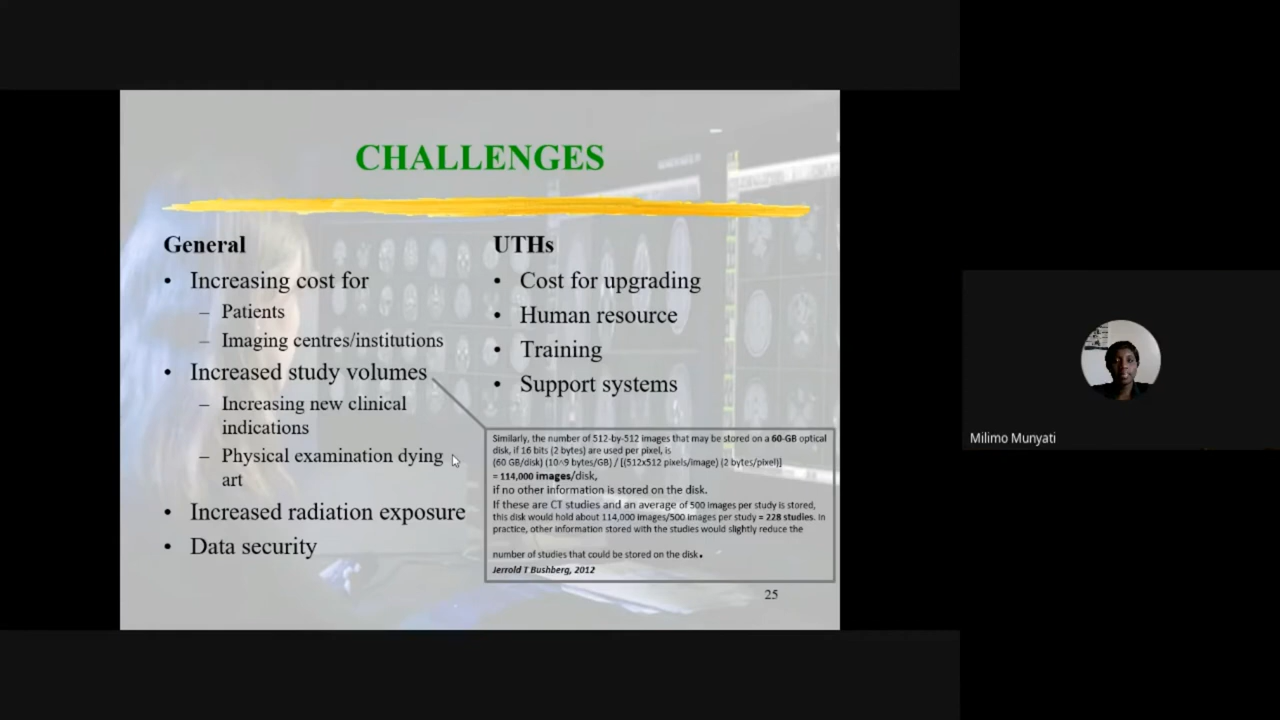 CHALLENGES
General
• Increasing cost for
– Patients
– Imaging centres/institutions
• Increased study volumes
– Increasing new clinical
indications
– Physical examination dying
art
• Increased radiation exposure
• Data security
UTHs
• Cost for upgrading
• Human resource
• Training
• Support systems
Similarly, the number of 512-by-512 images that may be stored on a 60-GB optical
disk, if 16 bits (2 bytes) are used per pixel, is
(60 GB/disk) (10^9 bytes/GB) / [(512x512 pixels/image) (2 bytes/pixel)]
= 114,000 images/disk,
if no other information is stored on the disk.
If these are CT studies and an average of 500 images per study is stored,
this disk would hold about 114,000 images/500 images per study = 228 studies. In
practice, other information stored with the studies would slightly reduce the
number of studies that could be stored on the disk.
Jerrold T Bushberg, 2012
25
Milimo Munyati